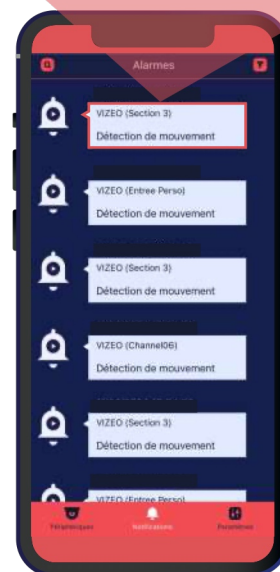 Alarmes
VIZEO (Section 3)
Détection de mouvement
VIZEO (Entree Perso)
Détection de mouvement
VIZEO (Section 3)
Détection de mouvement
VIZEO (Channel06)
Détection de mouvement
VIZEO (Section 3)
Détection de mouvement
VIZEO (Entree Perso)
Périphériques
Notifications
Paramètres